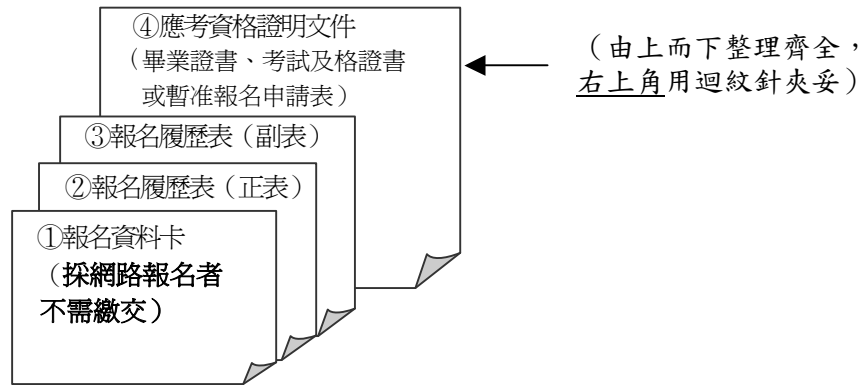 ④應考資格證明文件
（畢業證書、考試及格證書
或暫准報名申請表）
（由上而下整理齊全，
右上角用迴紋針夾妥）
③報名履歷表（副表）
②報名履歷表（正表）
①報名資料卡
（採網路報名者
不需繳交）